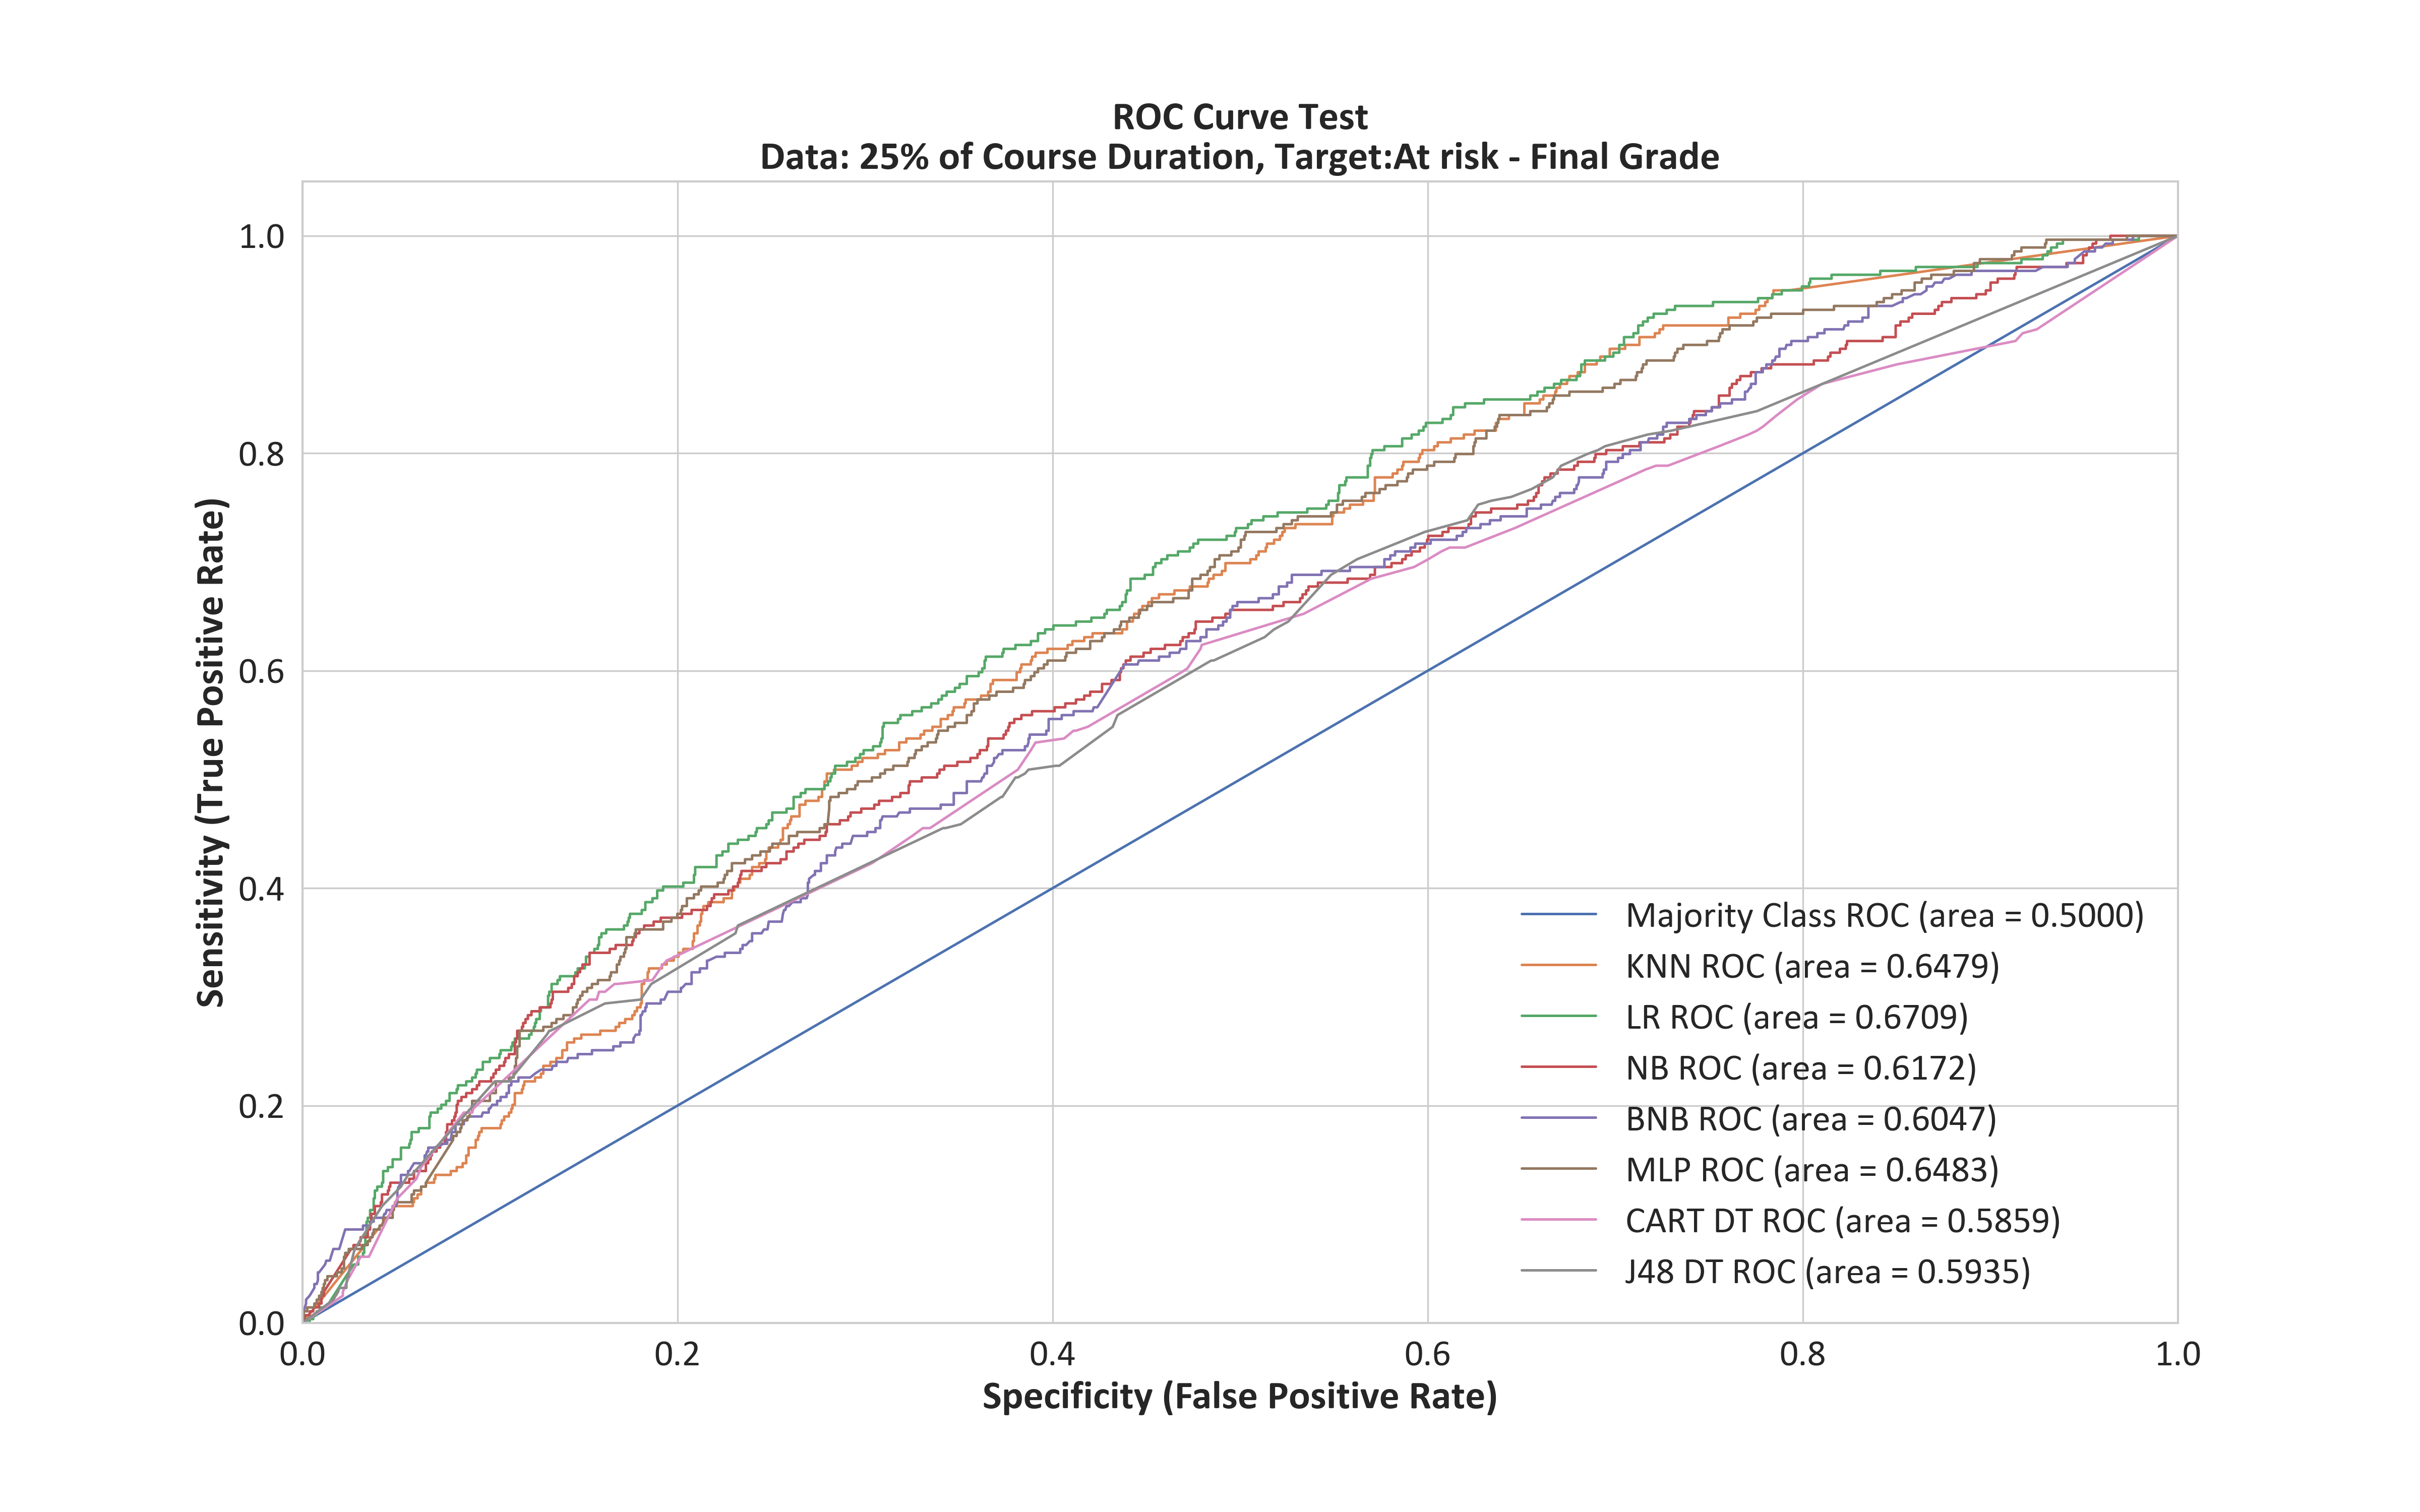 ROC Curve Test
Data: 25% of Course Duration, Target:At risk - Final Grade
Sensitivity (True Positive Rate)
1.0
0.8
0.6
0.4
0.2
0.0
Majority Class ROC (area = 0.5000)
KNN ROC (area = 0.6479)
LR ROC (area = 0.6709)
NB ROC (area = 0.6172)
BNB ROC (area = 0.6047)
MLP ROC (area = 0.6483)
CART DT ROC (area = 0.5859)
J48 DT ROC (area = 0.5935)
0.0 0.2 0.4 0.6 0.8 1.0
Specificity (False Positive Rate)